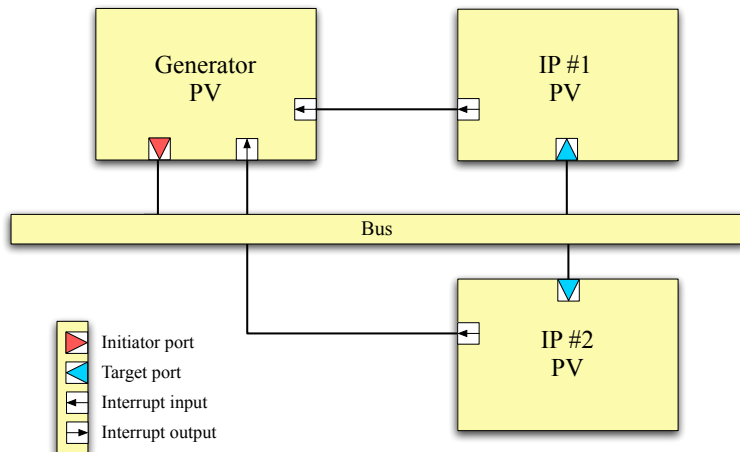 Generator
PV
IP #1
PV
Bus
IP #2
PV
Initiator port
Target port
Interrupt input
Interrupt output